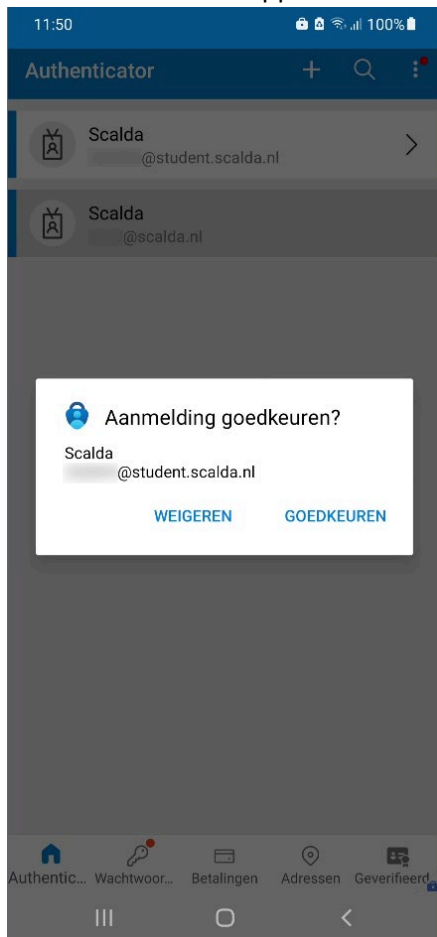 11:50 100%
Authenticator
Scalda
@student.scalda.nl
Scalda
@scalda.nl
Aanmelding goedkeuren?
Scalda
@student.scalda.nl
WEIGEREN GOEDKEUREN
Authentic... Wachtwoor... Betalingen Adressen Geverifieerd